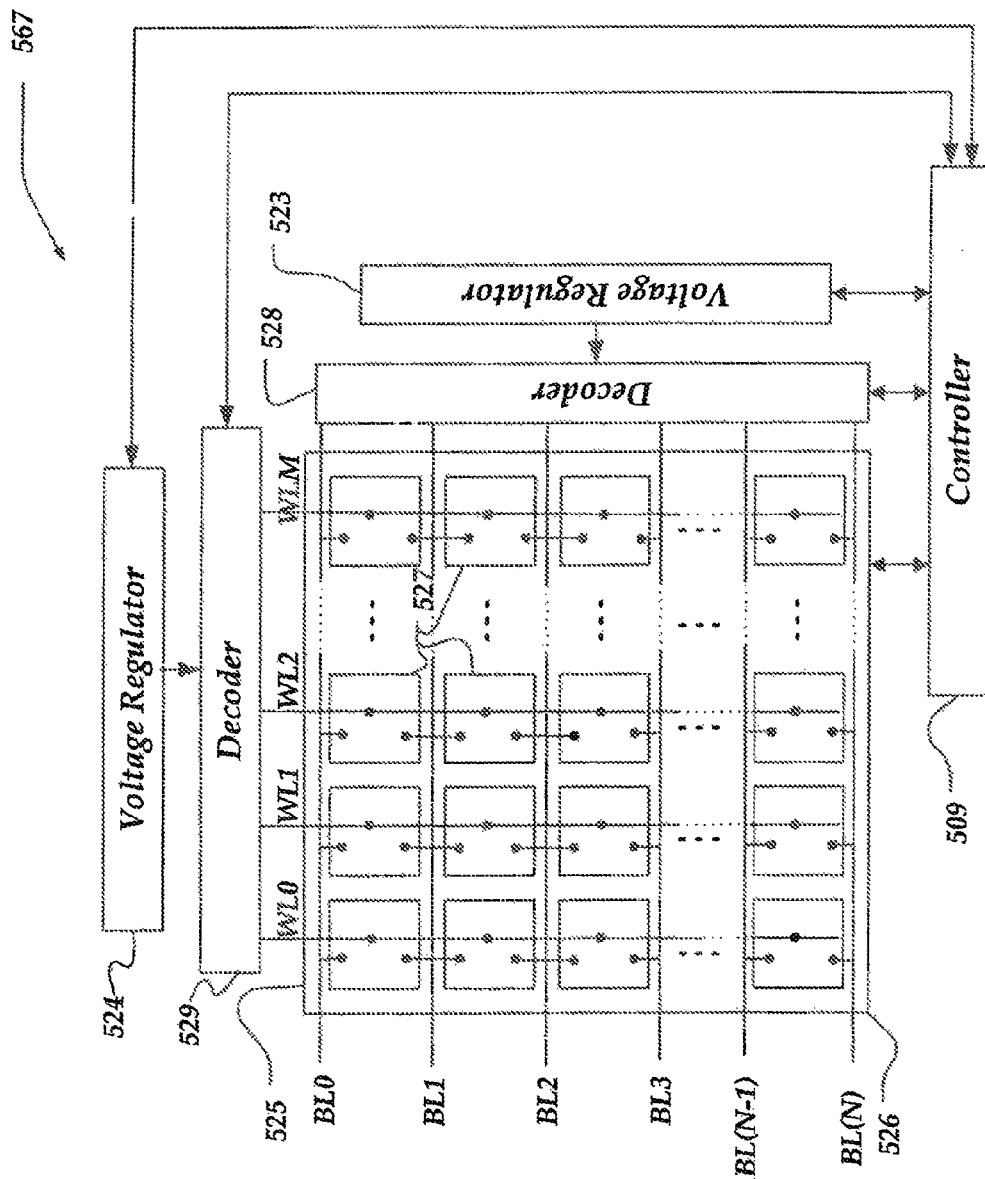 567
Voltage Regulator
524
Decoder
529
523
Voltage Regulator
528
Decoder
WL0
WL1
WL2
WLM
527
525
BL0
BL1
BL2
BL3
BL(N-1)
BL(N)
526
Controller
509